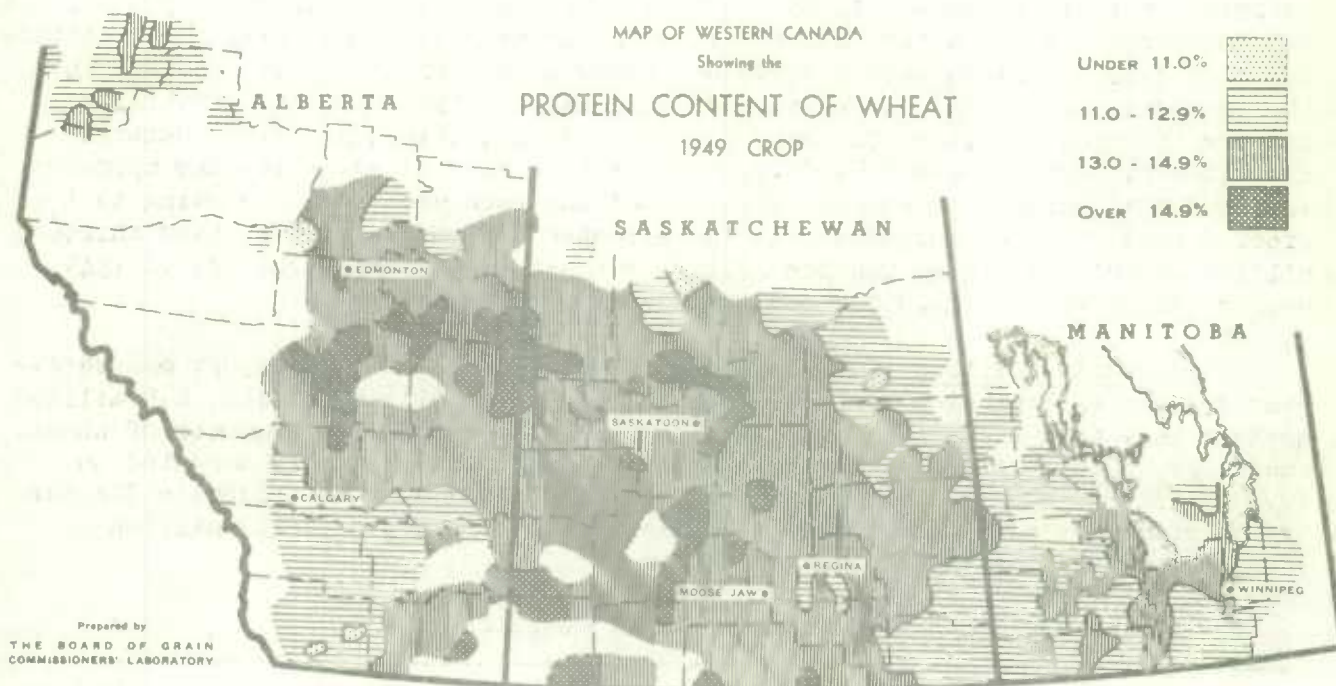 MAP OF WESTERN CANADA
Showing the
PROTEIN CONTENT OF WHEAT
1949 CROP
UNDER 11.0%
11.0 - 12.9%
13.0 - 14.9%
OVER 14.9%
ALBERTA
SASKATCHEWAN
MANITOBA
EDMONTON
SASKATOON
CALGARY
REGINA
MOOSE JAW
WINNIPEG
Prepared by
THE BOARD OF GRAIN
COMMISSIONERS' LABORATORY